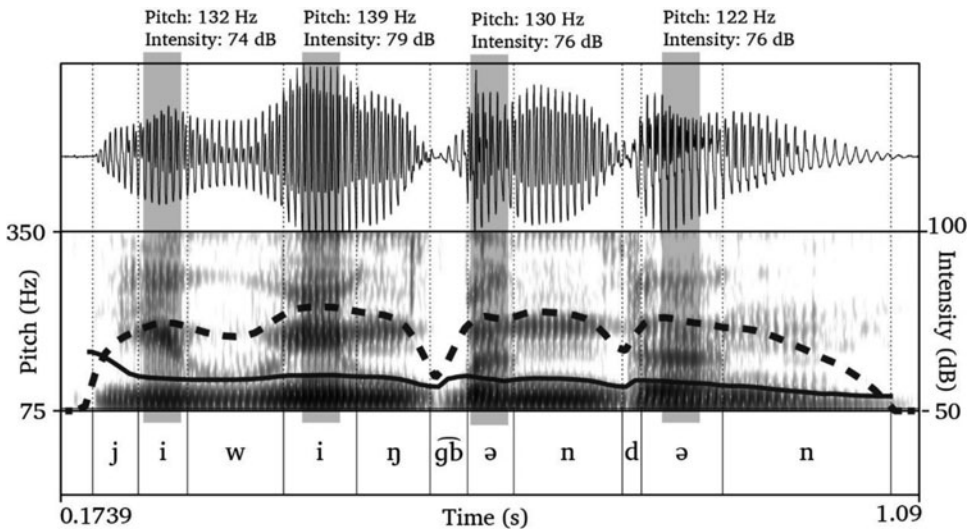 Pitch: 132 Hz Pitch: 139 Hz Pitch: 130 Hz Pitch: 122 Hz
Intensity: 74 dB Intensity: 79 dB Intensity: 76 dB Intensity: 76 dB
350 100
Pitch (Hz)
Intensity (dB)
75 50
j i w i ŋ ɡ͡b ə n d ə n
0.1739 Time (s) 1.09